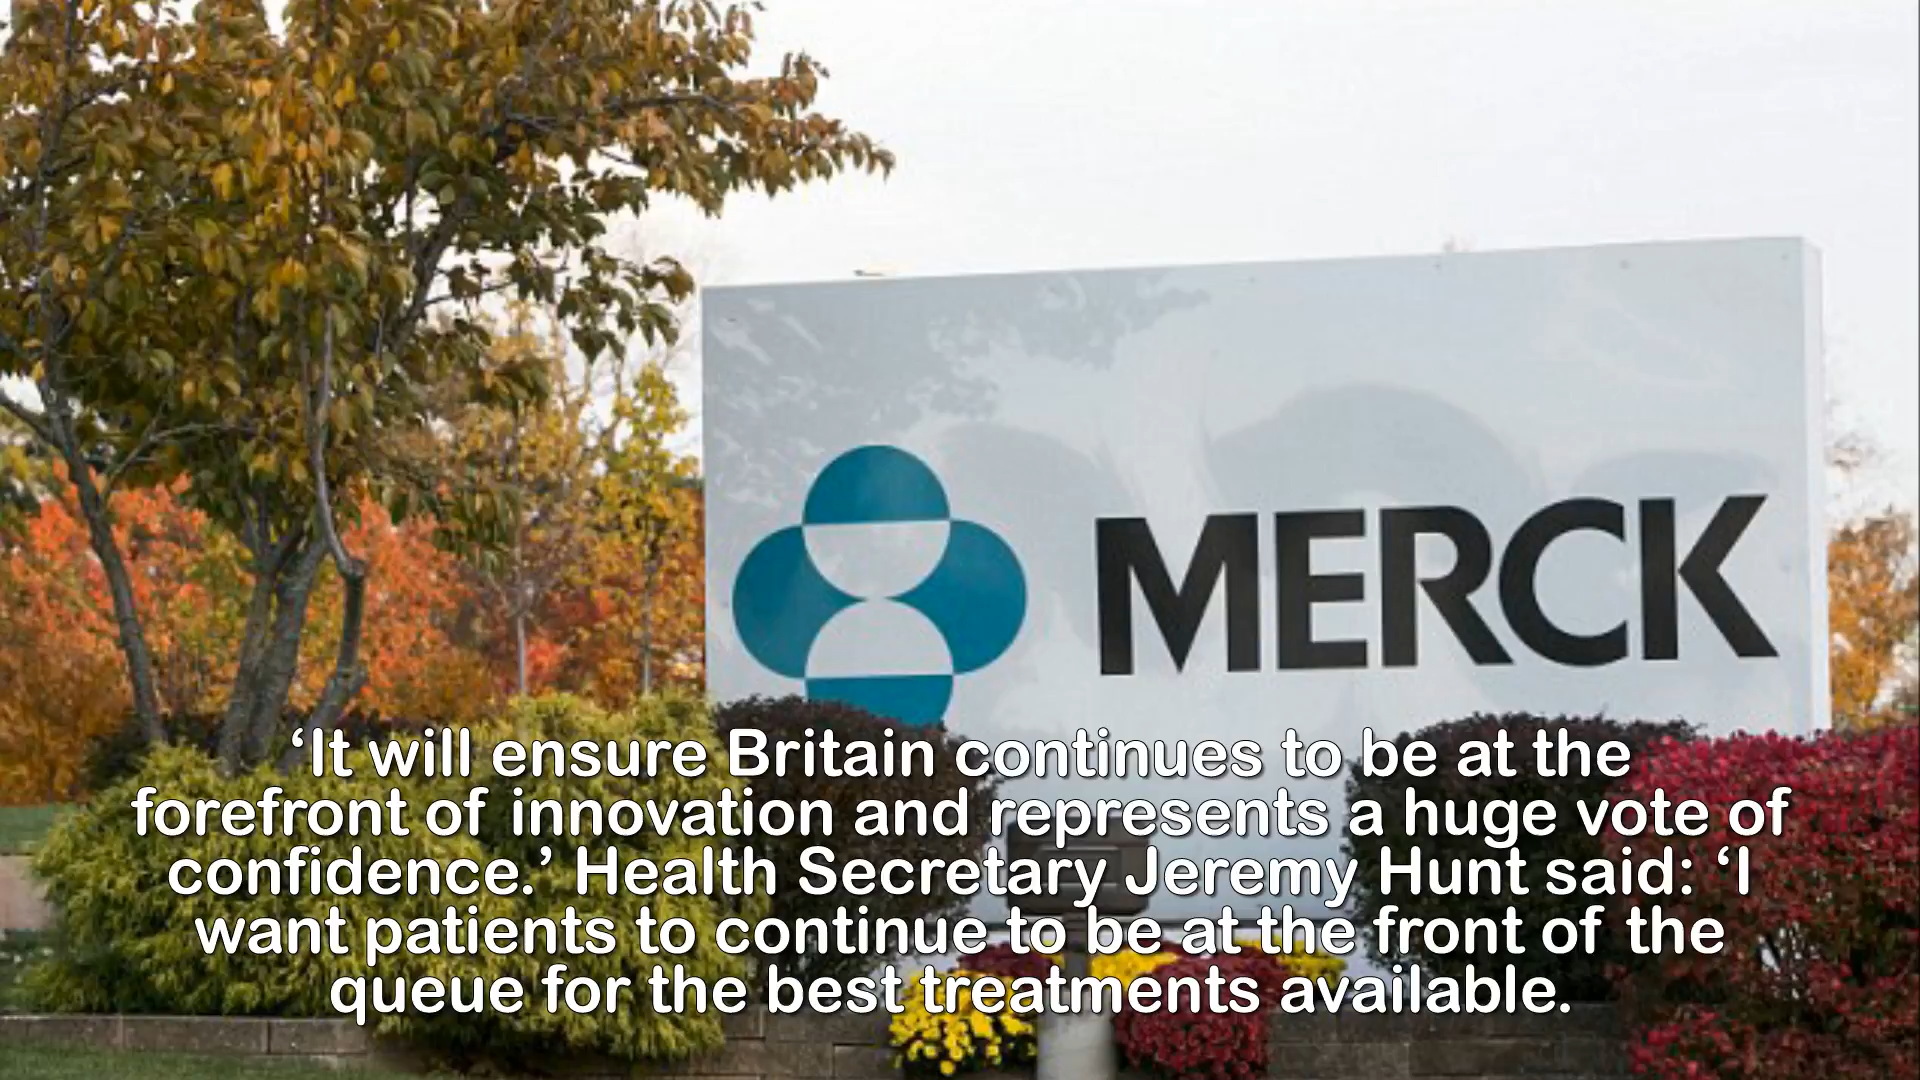 MERCK
‘It will ensure Britain continues to be at the
forefront of innovation and represents a huge vote of
confidence.’ Health Secretary Jeremy Hunt said: ‘I
want patients to continue to be at the front of the
queue for the best treatments available.